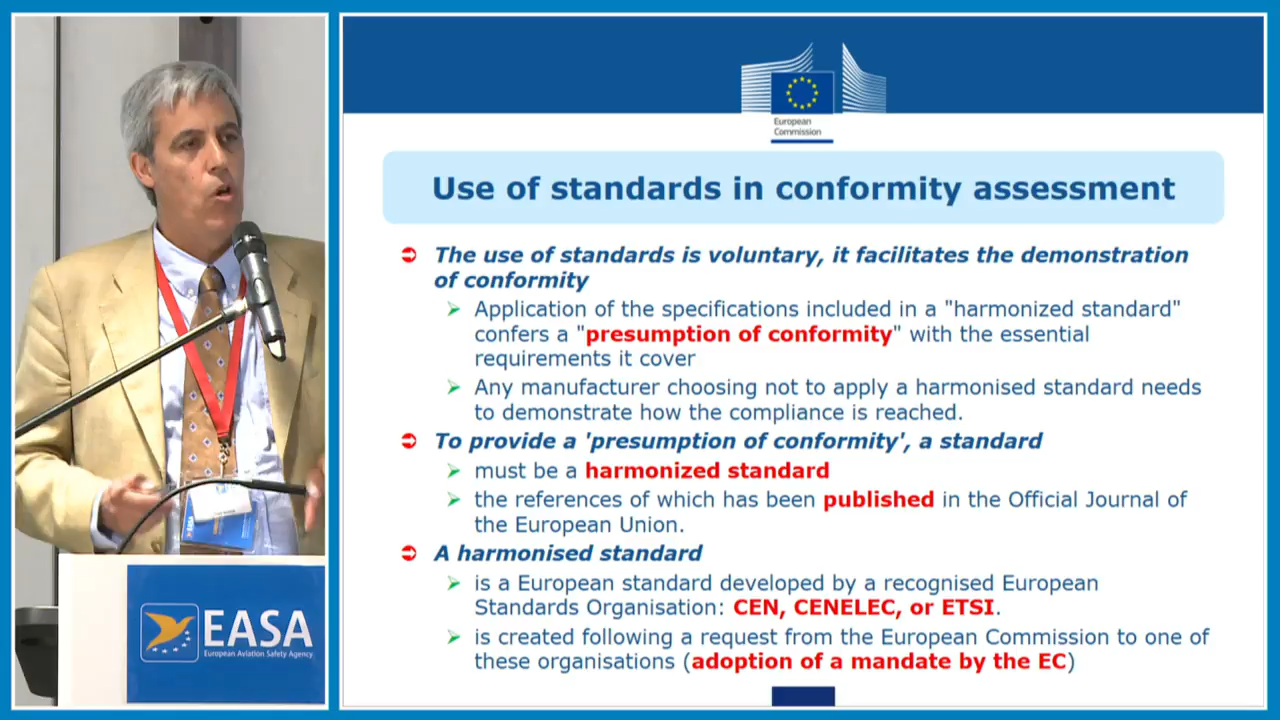 European
Commission
Use of standards in conformity assessment
The use of standards is voluntary, it facilitates the demonstration
of conformity
Application of the specifications included in a "harmonized standard"
confers a "presumption of conformity" with the essential
requirements it cover
Any manufacturer choosing not to apply a harmonised standard needs
to demonstrate how the compliance is reached.
To provide a 'presumption of conformity', a standard
must be a harmonized standard
the references of which has been published in the Official Journal of
the European Union.
A harmonised standard
is a European standard developed by a recognised European
Standards Organisation: CEN, CENELEC, or ETSI.
is created following a request from the European Commission to one of
these organisations (adoption of a mandate by the EC)
EASA
European Aviation Safety Agency
EASA